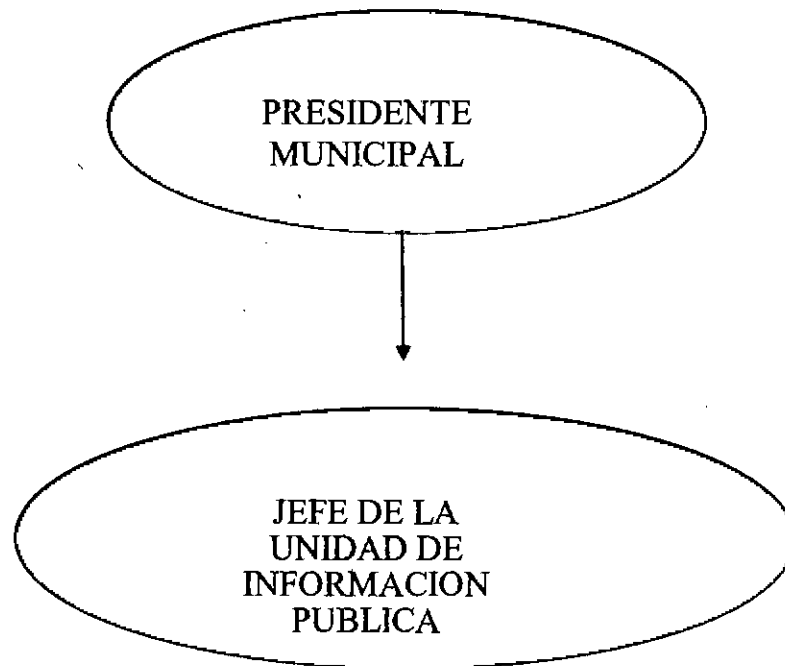 PRESIDENTE
MUNICIPAL
JEFE DE LA
UNIDAD DE
INFORMACION
PUBLICA